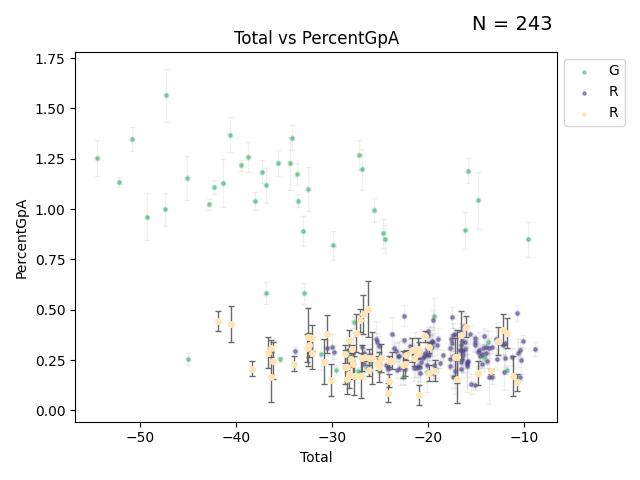 N = 243
Total vs PercentGpA
G
R
R
PercentGpA
1.75
1.50
1.25
1.00
0.75
0.50
0.25
0.00
−50 −40 −30 −20 −10
Total